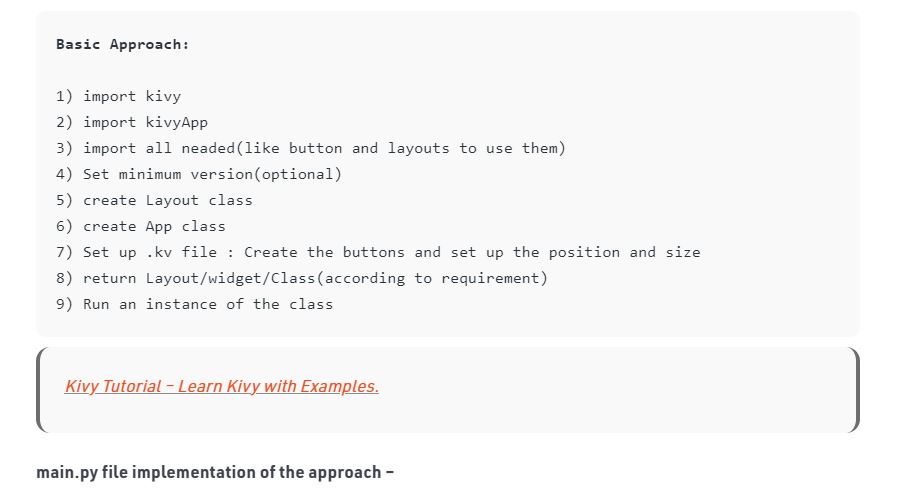 Basic Approach:
1) import kivy
2) import kivyApp
3) import all neaded(like button and layouts to use them)
4) Set minimum version(optional)
5) create Layout class
6) create App class
7) Set up .kv file : Create the buttons and set up the position and size
8) return Layout/widget/Class(according to requirement)
9) Run an instance of the class
Kivy Tutorial – Learn Kivy with Examples.
main.py file implementation of the approach –